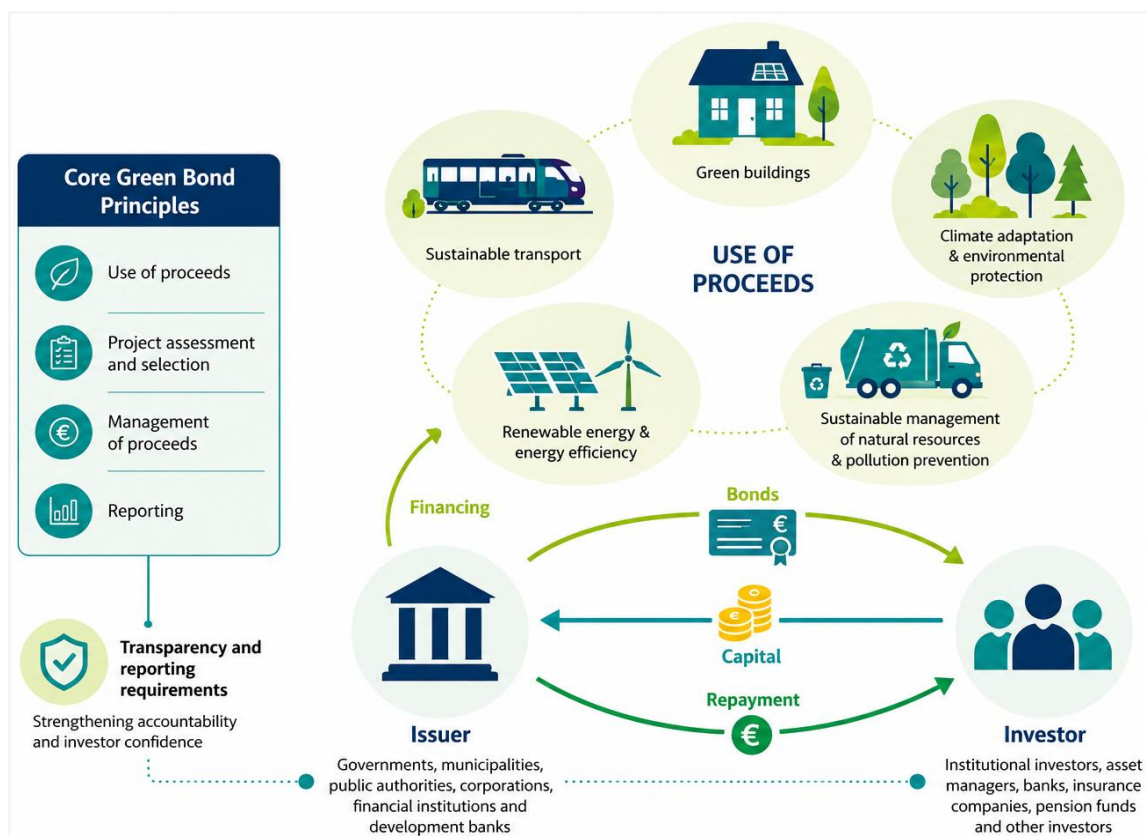 Core Green Bond
Principles
Use of proceeds
Project assessment
and selection
€
Management
of proceeds
Reporting
Transparency and
reporting
requirements
Strengthening accountability
and investor confidence
Green buildings
Sustainable transport
Climate adaptation
& environmental
protection
USE OF
PROCEEDS
Renewable energy &
energy efficiency
Sustainable management
of natural resources
& pollution prevention
Financing
Bonds
€
€
Capital
Repayment
€
Issuer
Governments, municipalities,
public authorities, corporations,
financial institutions and
development banks
Investor
Institutional investors, asset
managers, banks, insurance
companies, pension funds
and other investors